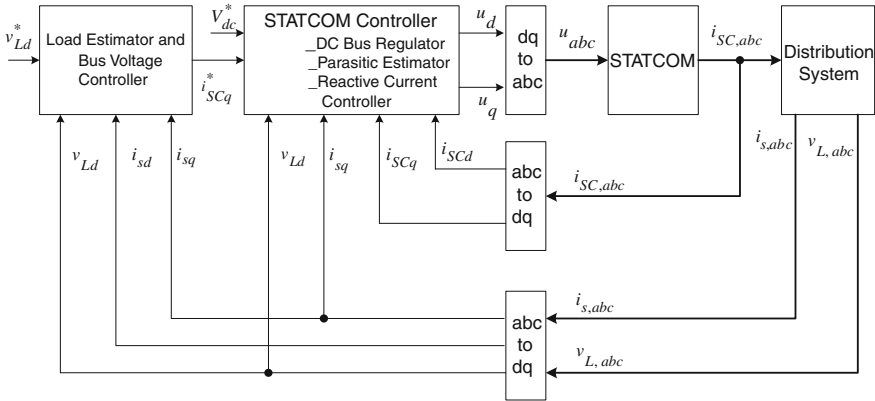 v*Ld
Load Estimator and
Bus Voltage
Controller
i*SCq
V*dc
STATCOM Controller
_DC Bus Regulator
_Parasitic Estimator
_Reactive Current
Controller
ud
uq
dq
to
abc
uabc
STATCOM
iSC,abc
Distribution
System
vLd
isd
isq
vLd
isq
iSCq
iSCd
abc
to
dq
iSC,abc
is,abc
vL, abc
abc
to
dq
is,abc
vL, abc